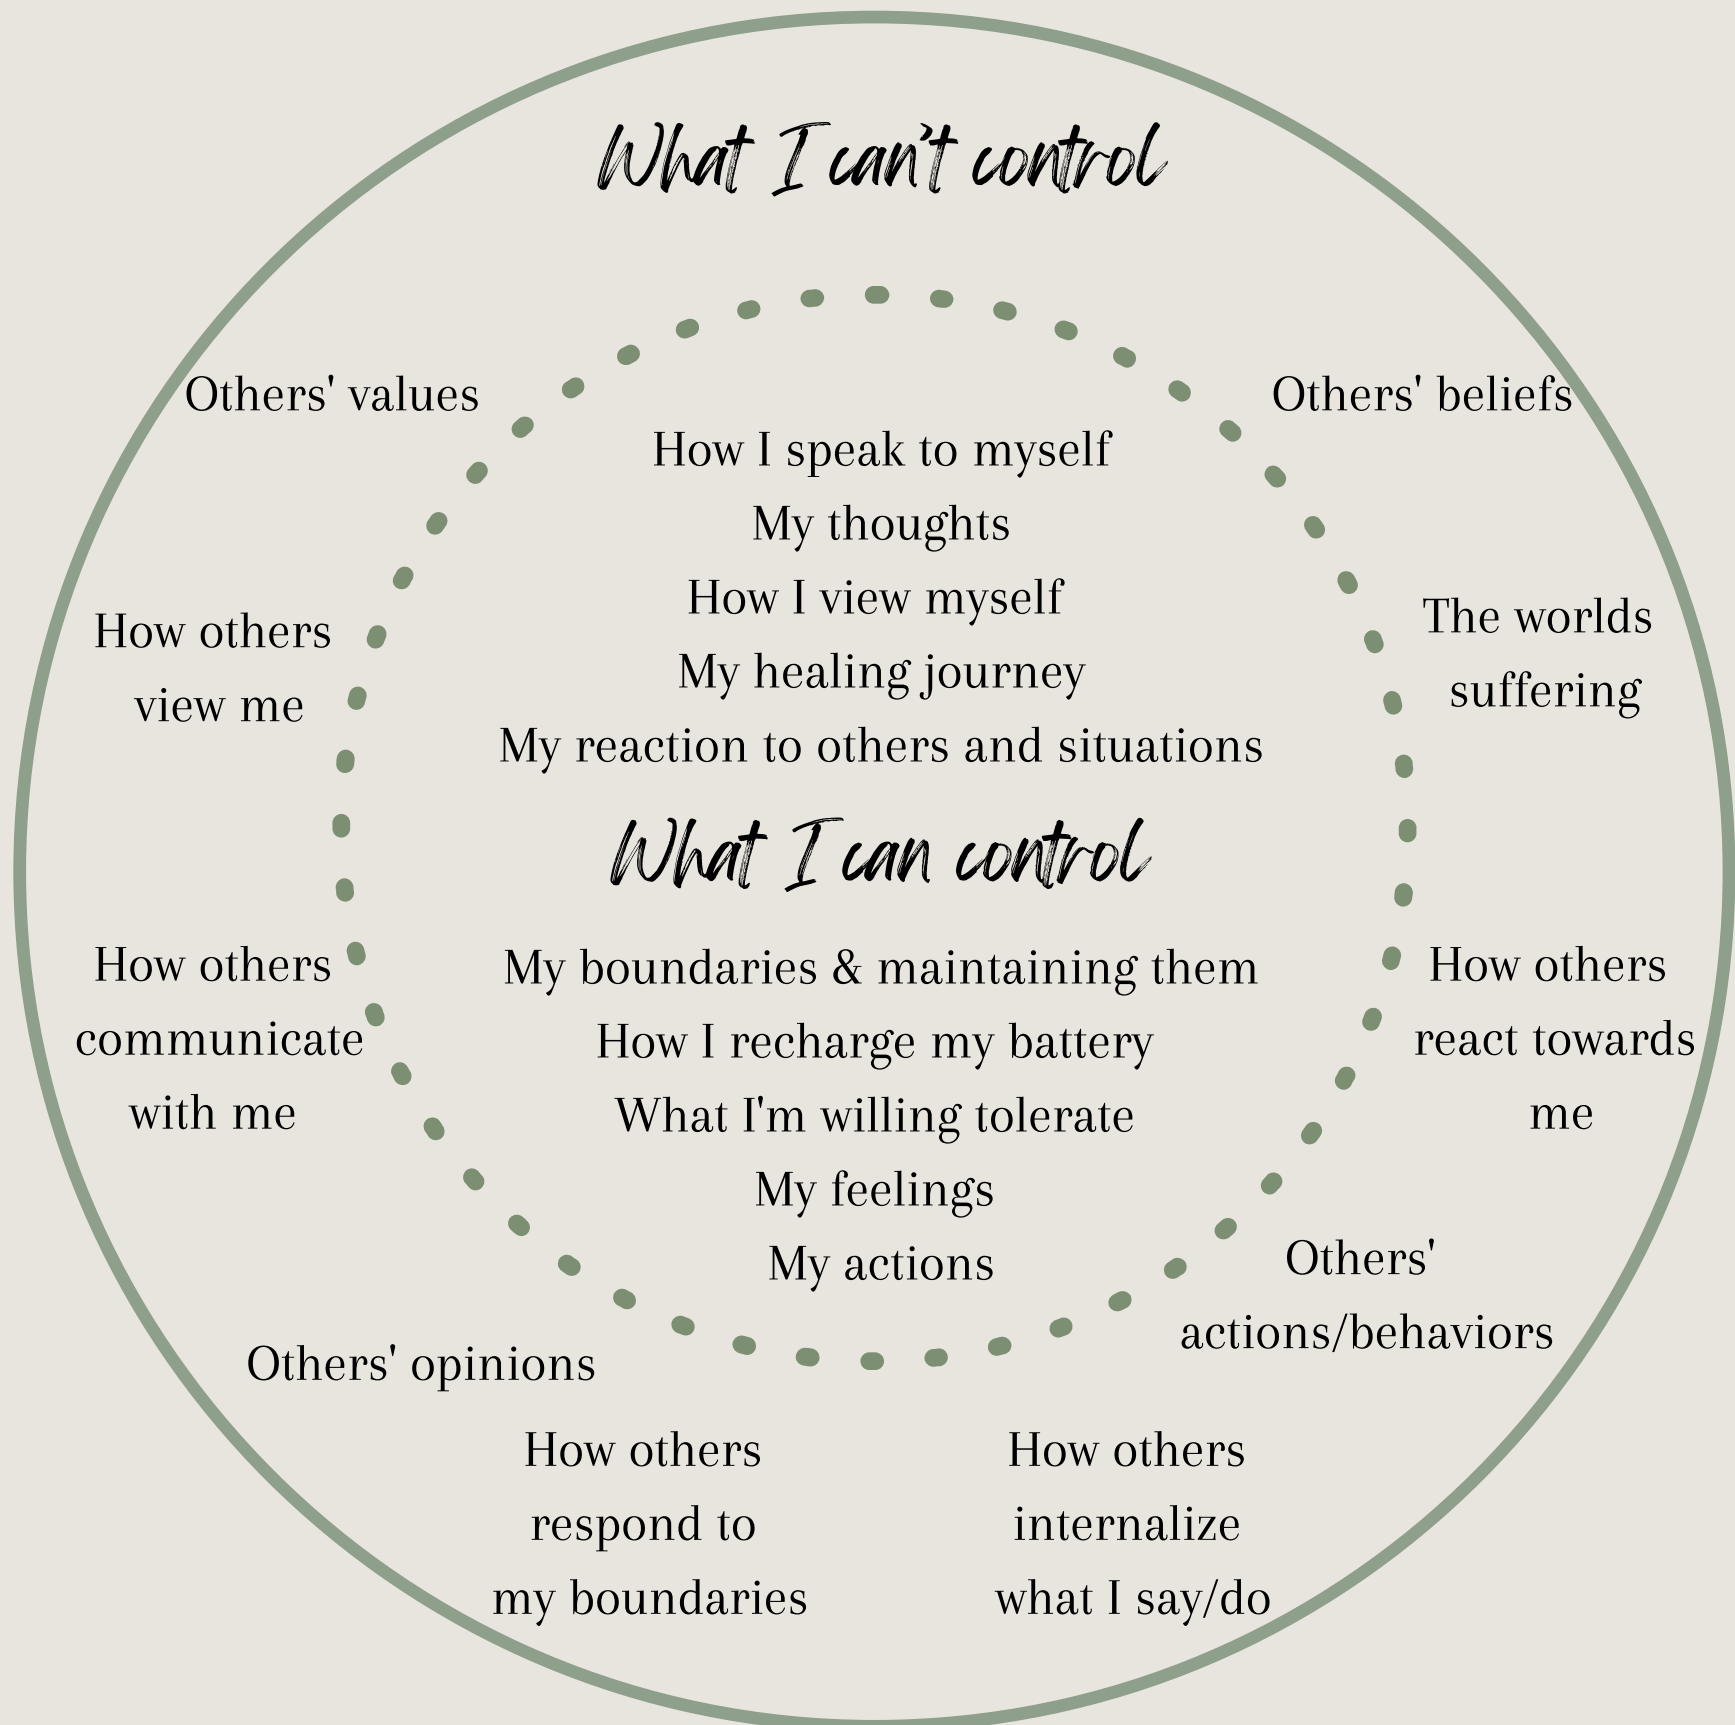 What I can't control
Others' values
Others' beliefs
How I speak to myself
My thoughts
How I view myself
My healing journey
My reaction to others and situations
How others
view me
The worlds
suffering
What I can control
My boundaries & maintaining them
How I recharge my battery
What I'm willing tolerate
My feelings
My actions
How others
communicate
with me
How others
react towards
me
Others'
actions/behaviors
Others' opinions
How others
respond to
my boundaries
How others
internalize
what I say/do